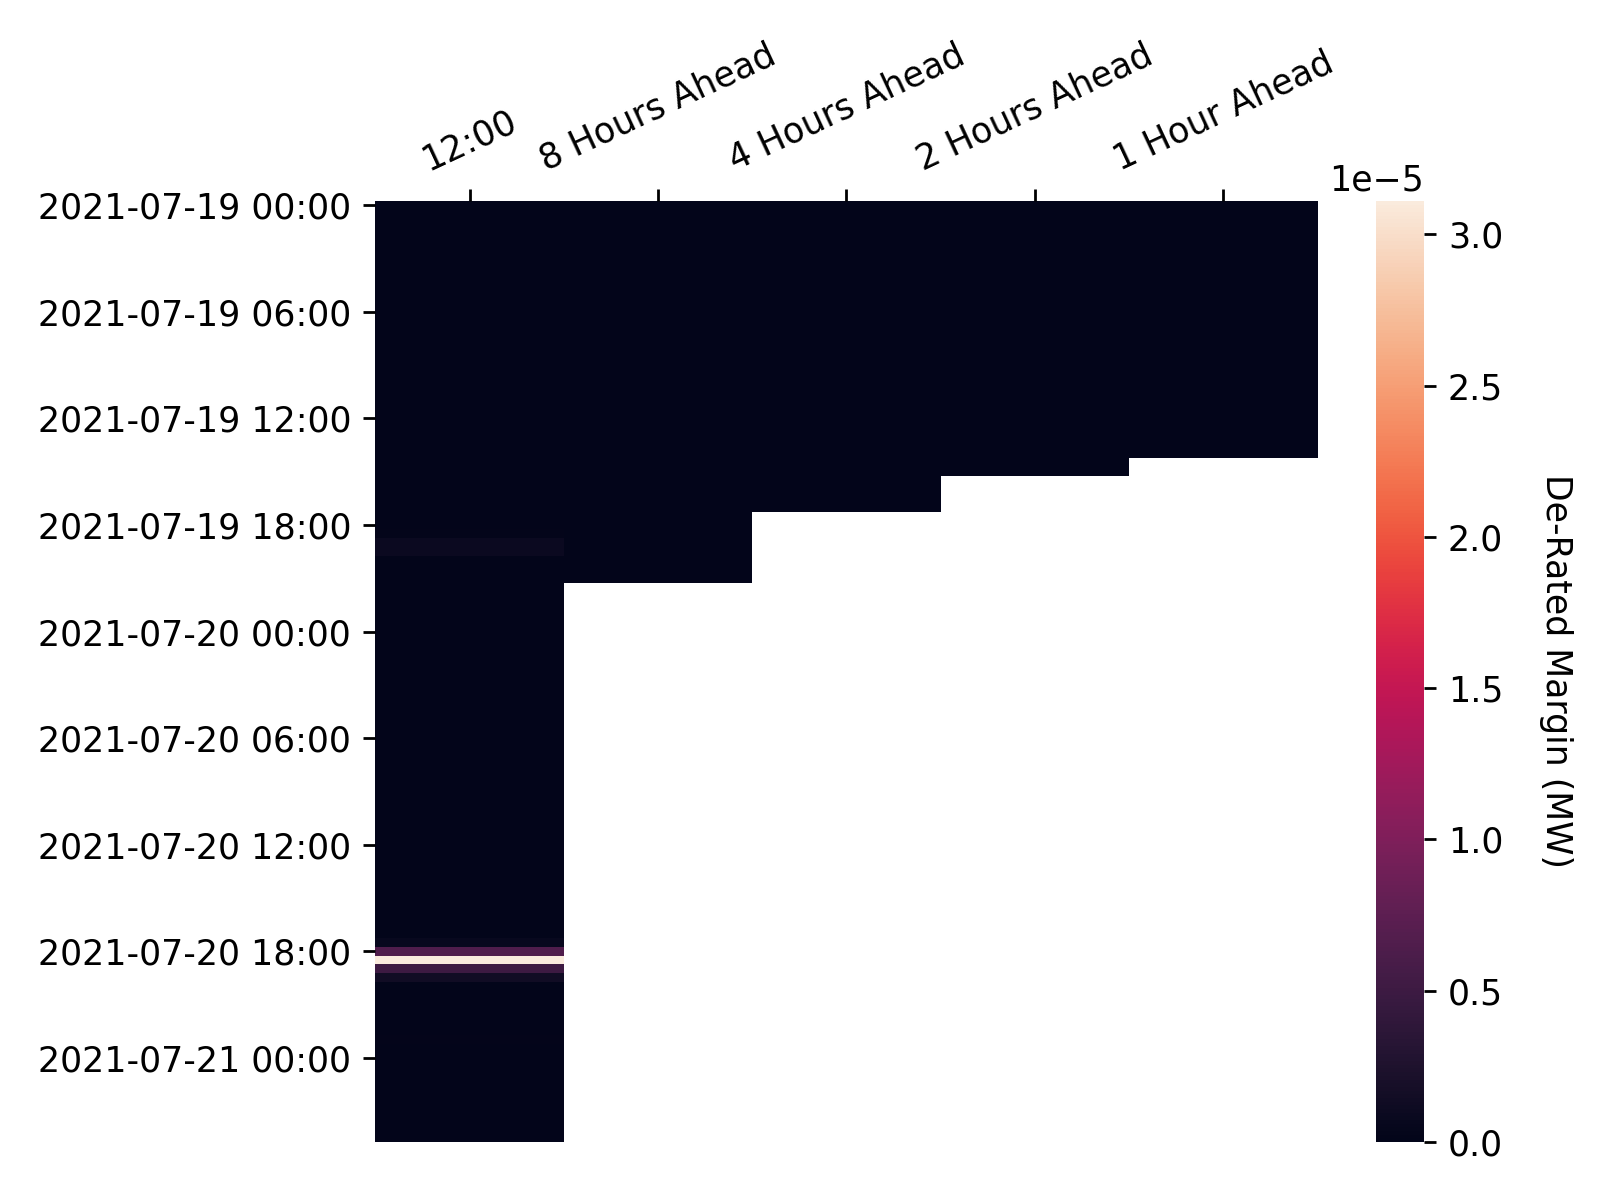 12:00
8 Hours Ahead
4 Hours Ahead
2 Hours Ahead
1 Hour Ahead
1e−5
2021-07-19 00:00
2021-07-19 06:00
2021-07-19 12:00
2021-07-19 18:00
2021-07-20 00:00
2021-07-20 06:00
2021-07-20 12:00
2021-07-20 18:00
2021-07-21 00:00
3.0
2.5
2.0
1.5
1.0
0.5
0.0
De-Rated Margin (MW)